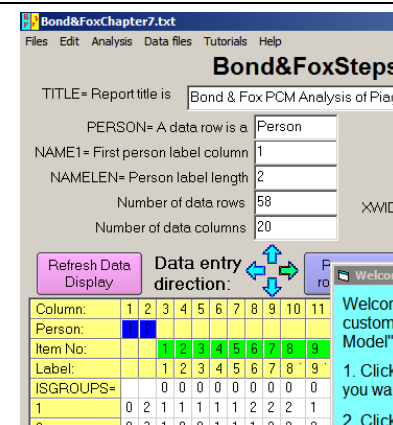 Bond&FoxChapter7.txt
Files Edit Analysis Data files Tutorials Help
Bond&FoxSteps
TITLE= Report title is Bond & Fox PCM Analysis of Piag
PERSON= A data row is a Person
NAME1= First person label column 1
NAMELEN= Person label length 2
Number of data rows 58
XWID
Number of data columns 20
Refresh Data Display
Data entry direction:
P
ro
Welcom
Column: 1 2 3 4 5 6 7 8 9 10 11
Person: 1 2
Item No: 1 2 3 4 5 6 7 8 9
Label: 1 2 3 4 5 6 7 8 9
ISGROUPS= 0 0 0 0 0 0 0 0 0
1 0 2 1 1 1 1 1 2 2 2 1
Welcom
custom
Model"
1. Click
you wa
2. Click